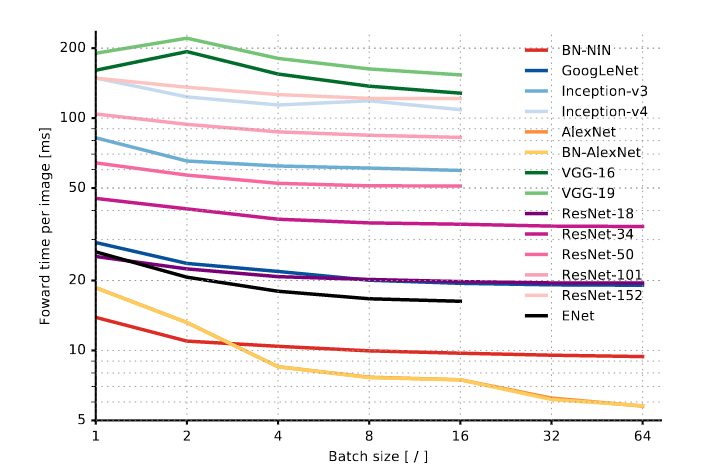 200
100
50
20
10
5
Foward time per image [ms]
BN-NIN
GoogLeNet
Inception-v3
Inception-v4
AlexNet
BN-AlexNet
VGG-16
VGG-19
ResNet-18
ResNet-34
ResNet-50
ResNet-101
ResNet-152
ENet
1 2 4 8 16 32 64
Batch size [ / ]